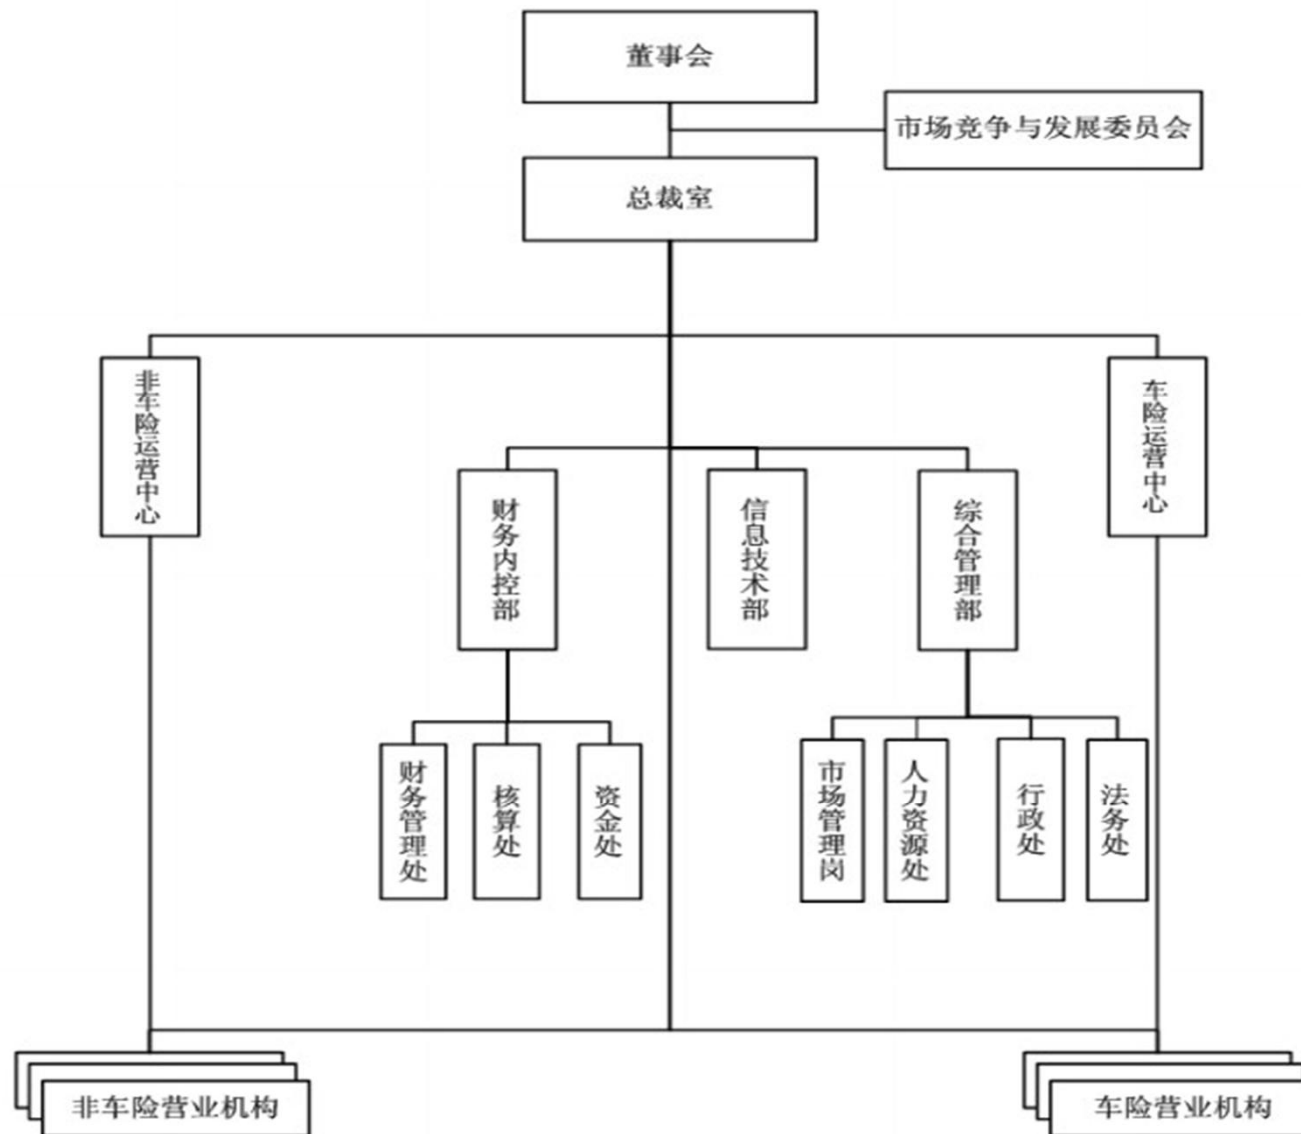 董事会
市场竞争与发展委员会
总裁室
非车险运营中心
车险运营中心
财务内控部
信息技术部
综合管理部
财务管理处
核算处
资金处
市场管理岗
人力资源处
行政处
法务处
非车险营业机构
车险营业机构